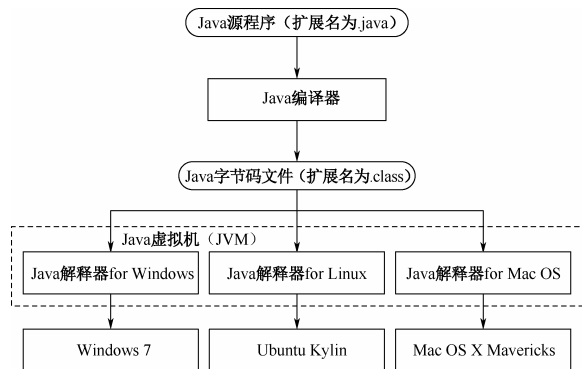 Java源程序（扩展名为.java）
Java编译器
Java字节码文件（扩展名为.class）
Java虚拟机（JVM）
Java解释器for Windows
Java解释器for Linux
Java解释器for Mac OS
Windows 7
Ubuntu Kylin
Mac OS X Mavericks